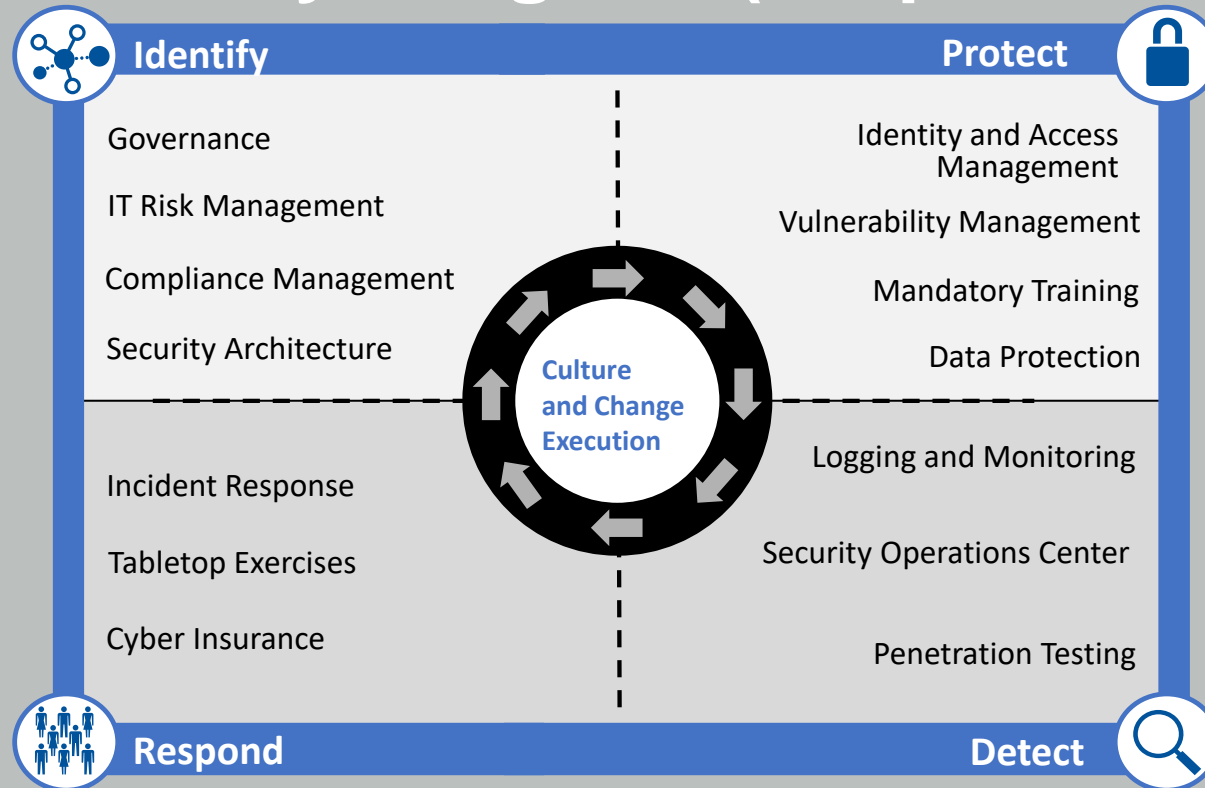 Identify
Protect
Governance
IT Risk Management
Compliance Management
Security Architecture
Identity and Access
Management
Vulnerability Management
Mandatory Training
Data Protection
Culture
and Change
Execution
Incident Response
Tabletop Exercises
Cyber Insurance
Logging and Monitoring
Security Operations Center
Penetration Testing
Respond
Detect